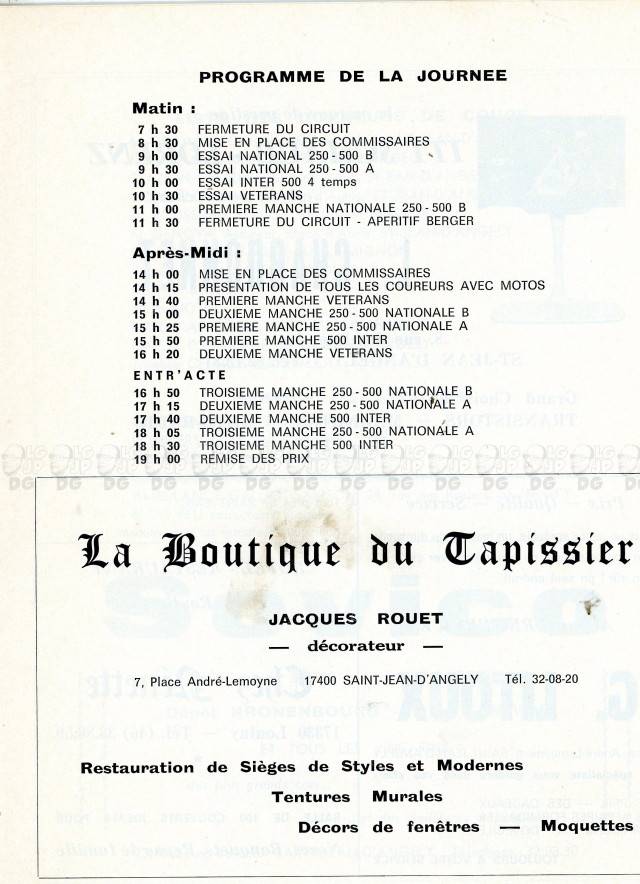 PROGRAMME DE LA JOURNEE
Matin :
7 h 30 FERMETURE DU CIRCUIT
8 h 30 MISE EN PLACE DES COMMISSAIRES
9 h 00 ESSAI NATIONAL 250-500 B
9 h 30 ESSAI NATIONAL 250-500 A
10 h 00 ESSAI INTER 500 4 temps
10 h 30 ESSAI VETERANS
11 h 00 PREMIERE MANCHE NATIONALE 250-500 B
11 h 30 FERMETURE DU CIRCUIT - APERITIF BERGER
Après-Midi :
14 h 00 MISE EN PLACE DES COMMISSAIRES
14 h 15 PRESENTATION DE TOUS LES COUREURS AVEC MOTOS
14 h 40 PREMIERE MANCHE VETERANS
15 h 00 DEUXIEME MANCHE 250-500 NATIONALE B
15 h 25 PREMIERE MANCHE 250-500 NATIONALE A
15 h 50 PREMIERE MANCHE 500 INTER
16 h 20 DEUXIEME MANCHE VETERANS
ENTR'ACTE
16 h 50 TROISIEME MANCHE 250-500 NATIONALE B
17 h 15 DEUXIEME MANCHE 250-500 NATIONALE A
17 h 40 DEUXIEME MANCHE 500 INTER
18 h 05 TROISIEME MANCHE 250-500 NATIONALE A
18 h 30 TROISIEME MANCHE 500 INTER
19 h 00 REMISE DES PRIX
La Boutique du Tapissier
JACQUES ROUET
— décorateur —
7, Place André-Lemoyne 17400 SAINT-JEAN-D'ANGELY Tél. 32-08-20
Restauration de Sièges de Styles et Modernes
Tentures Murales
Décors de fenêtres — Moquettes